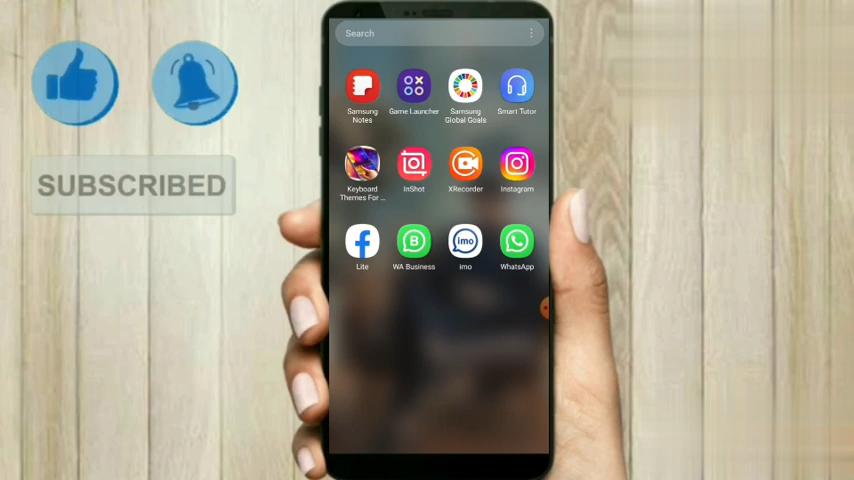 Search
Samsung
Notes
Game Launcher
Samsung
Global Goals
Smart Tutor
Keyboard
Themes For ...
InShot
XRecorder
Instagram
Lite
B
WA Business
imo
imo
WhatsApp
SUBSCRIBED